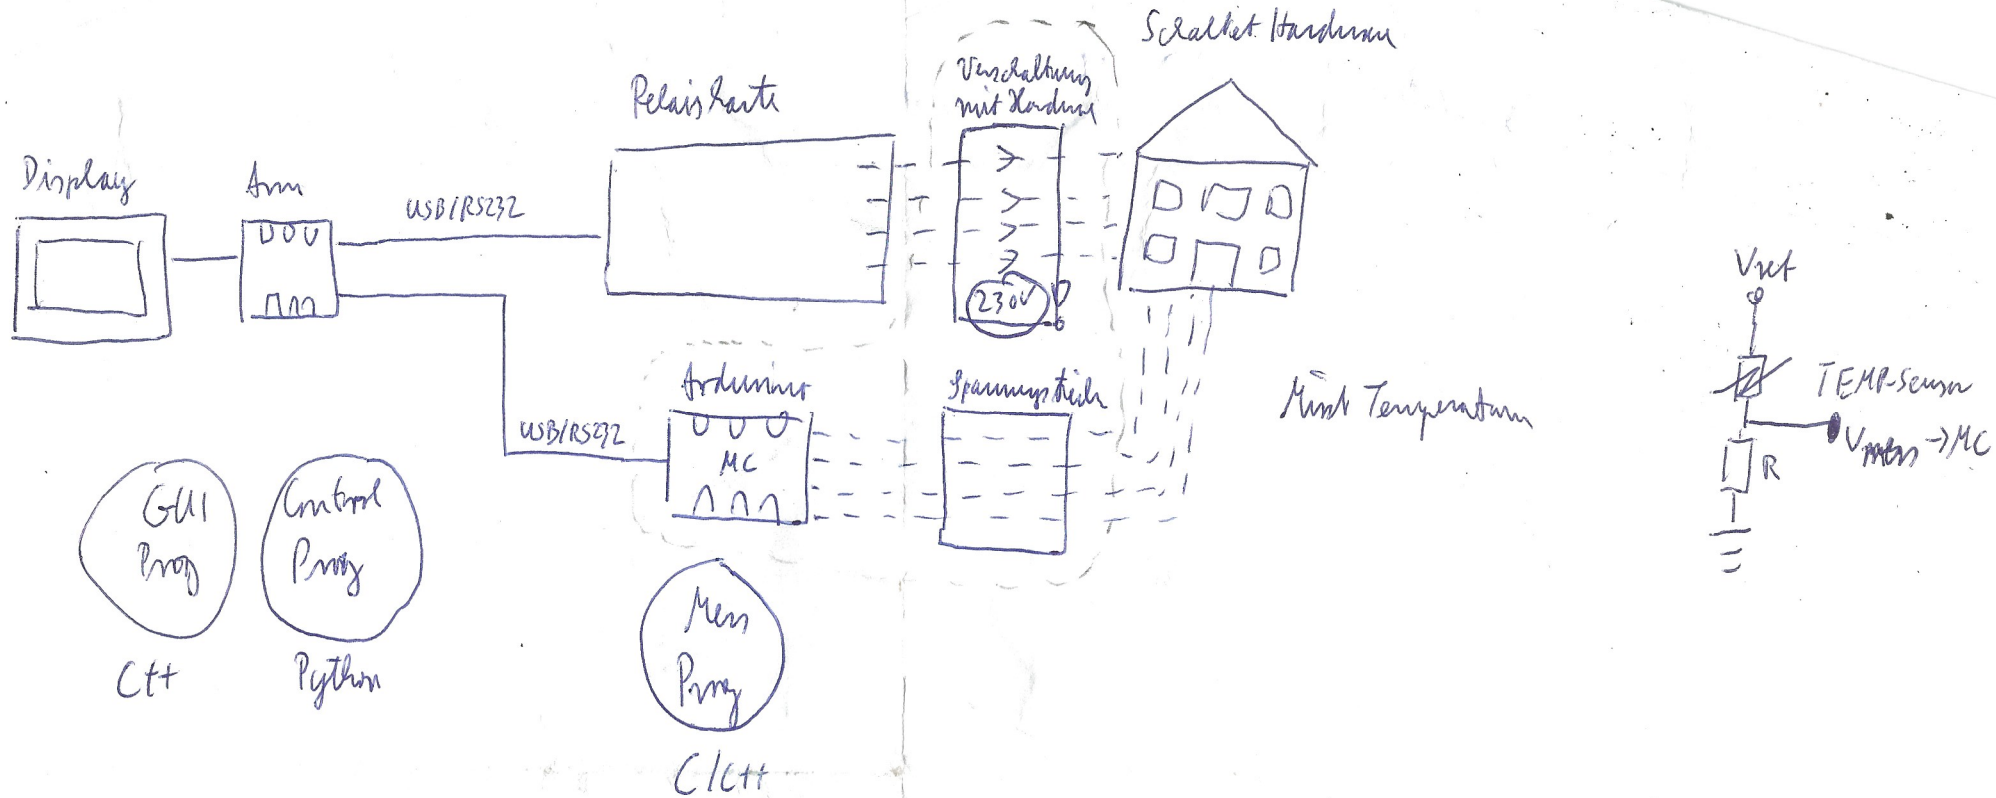 Schaltet Hardware
Verschaltung
mit Hardware
Relaiskarte
Display
Arm
USB/RS232
230V
Vref
Arduino
Spannungsteiler
TEMP-Sensor
Misst Temperaturen
USB/RS232
MC
Vmess → MC
R
GUI
Prog
Control
Prog
Mess
Prog
C++
Python
C/C++